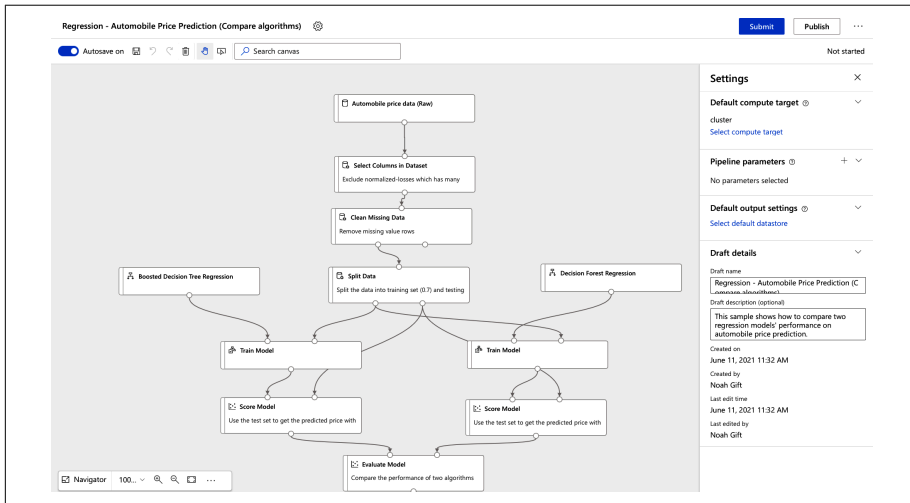 Regression - Automobile Price Prediction (Compare algorithms)
Submit
Publish
...
Autosave on
Search canvas
Not started
Automobile price data (Raw)
Select Columns in Dataset
Exclude normalized-losses which has many
Clean Missing Data
Remove missing value rows
Boosted Decision Tree Regression
Split Data
Split the data into training set (0.7) and testing
Decision Forest Regression
Train Model
Train Model
Score Model
Use the test set to get the predicted price with
Score Model
Use the test set to get the predicted price with
Evaluate Model
Compare the performance of two algorithms
Navigator
100...
...
Settings
Default compute target
cluster
Select compute target
Pipeline parameters
No parameters selected
Default output settings
Select default datastore
Draft details
Draft name
Regression - Automobile Price Prediction (C
ompare algorithms)
Draft description (optional)
This sample shows how to compare two
regression models' performance on
automobile price prediction.
Created on
June 11, 2021 11:32 AM
Created by
Noah Gift
Last edit time
June 11, 2021 11:32 AM
Last edited by
Noah Gift